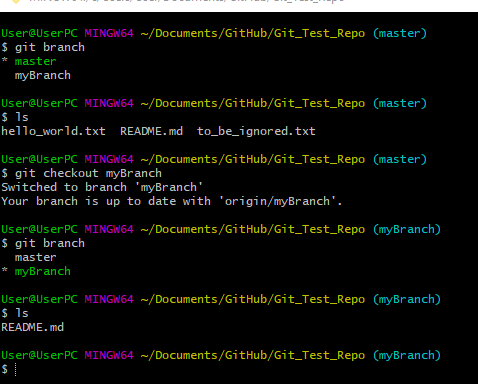 User@UserPC MINGW64 ~/Documents/GitHub/Git_Test_Repo (master)
$ git branch
* master
  myBranch
User@UserPC MINGW64 ~/Documents/GitHub/Git_Test_Repo (master)
$ ls
hello_world.txt  README.md  to_be_ignored.txt
User@UserPC MINGW64 ~/Documents/GitHub/Git_Test_Repo (master)
$ git checkout myBranch
Switched to branch 'myBranch'
Your branch is up to date with 'origin/myBranch'.
User@UserPC MINGW64 ~/Documents/GitHub/Git_Test_Repo (myBranch)
$ git branch
  master
* myBranch
User@UserPC MINGW64 ~/Documents/GitHub/Git_Test_Repo (myBranch)
$ ls
README.md
User@UserPC MINGW64 ~/Documents/GitHub/Git_Test_Repo (myBranch)
$